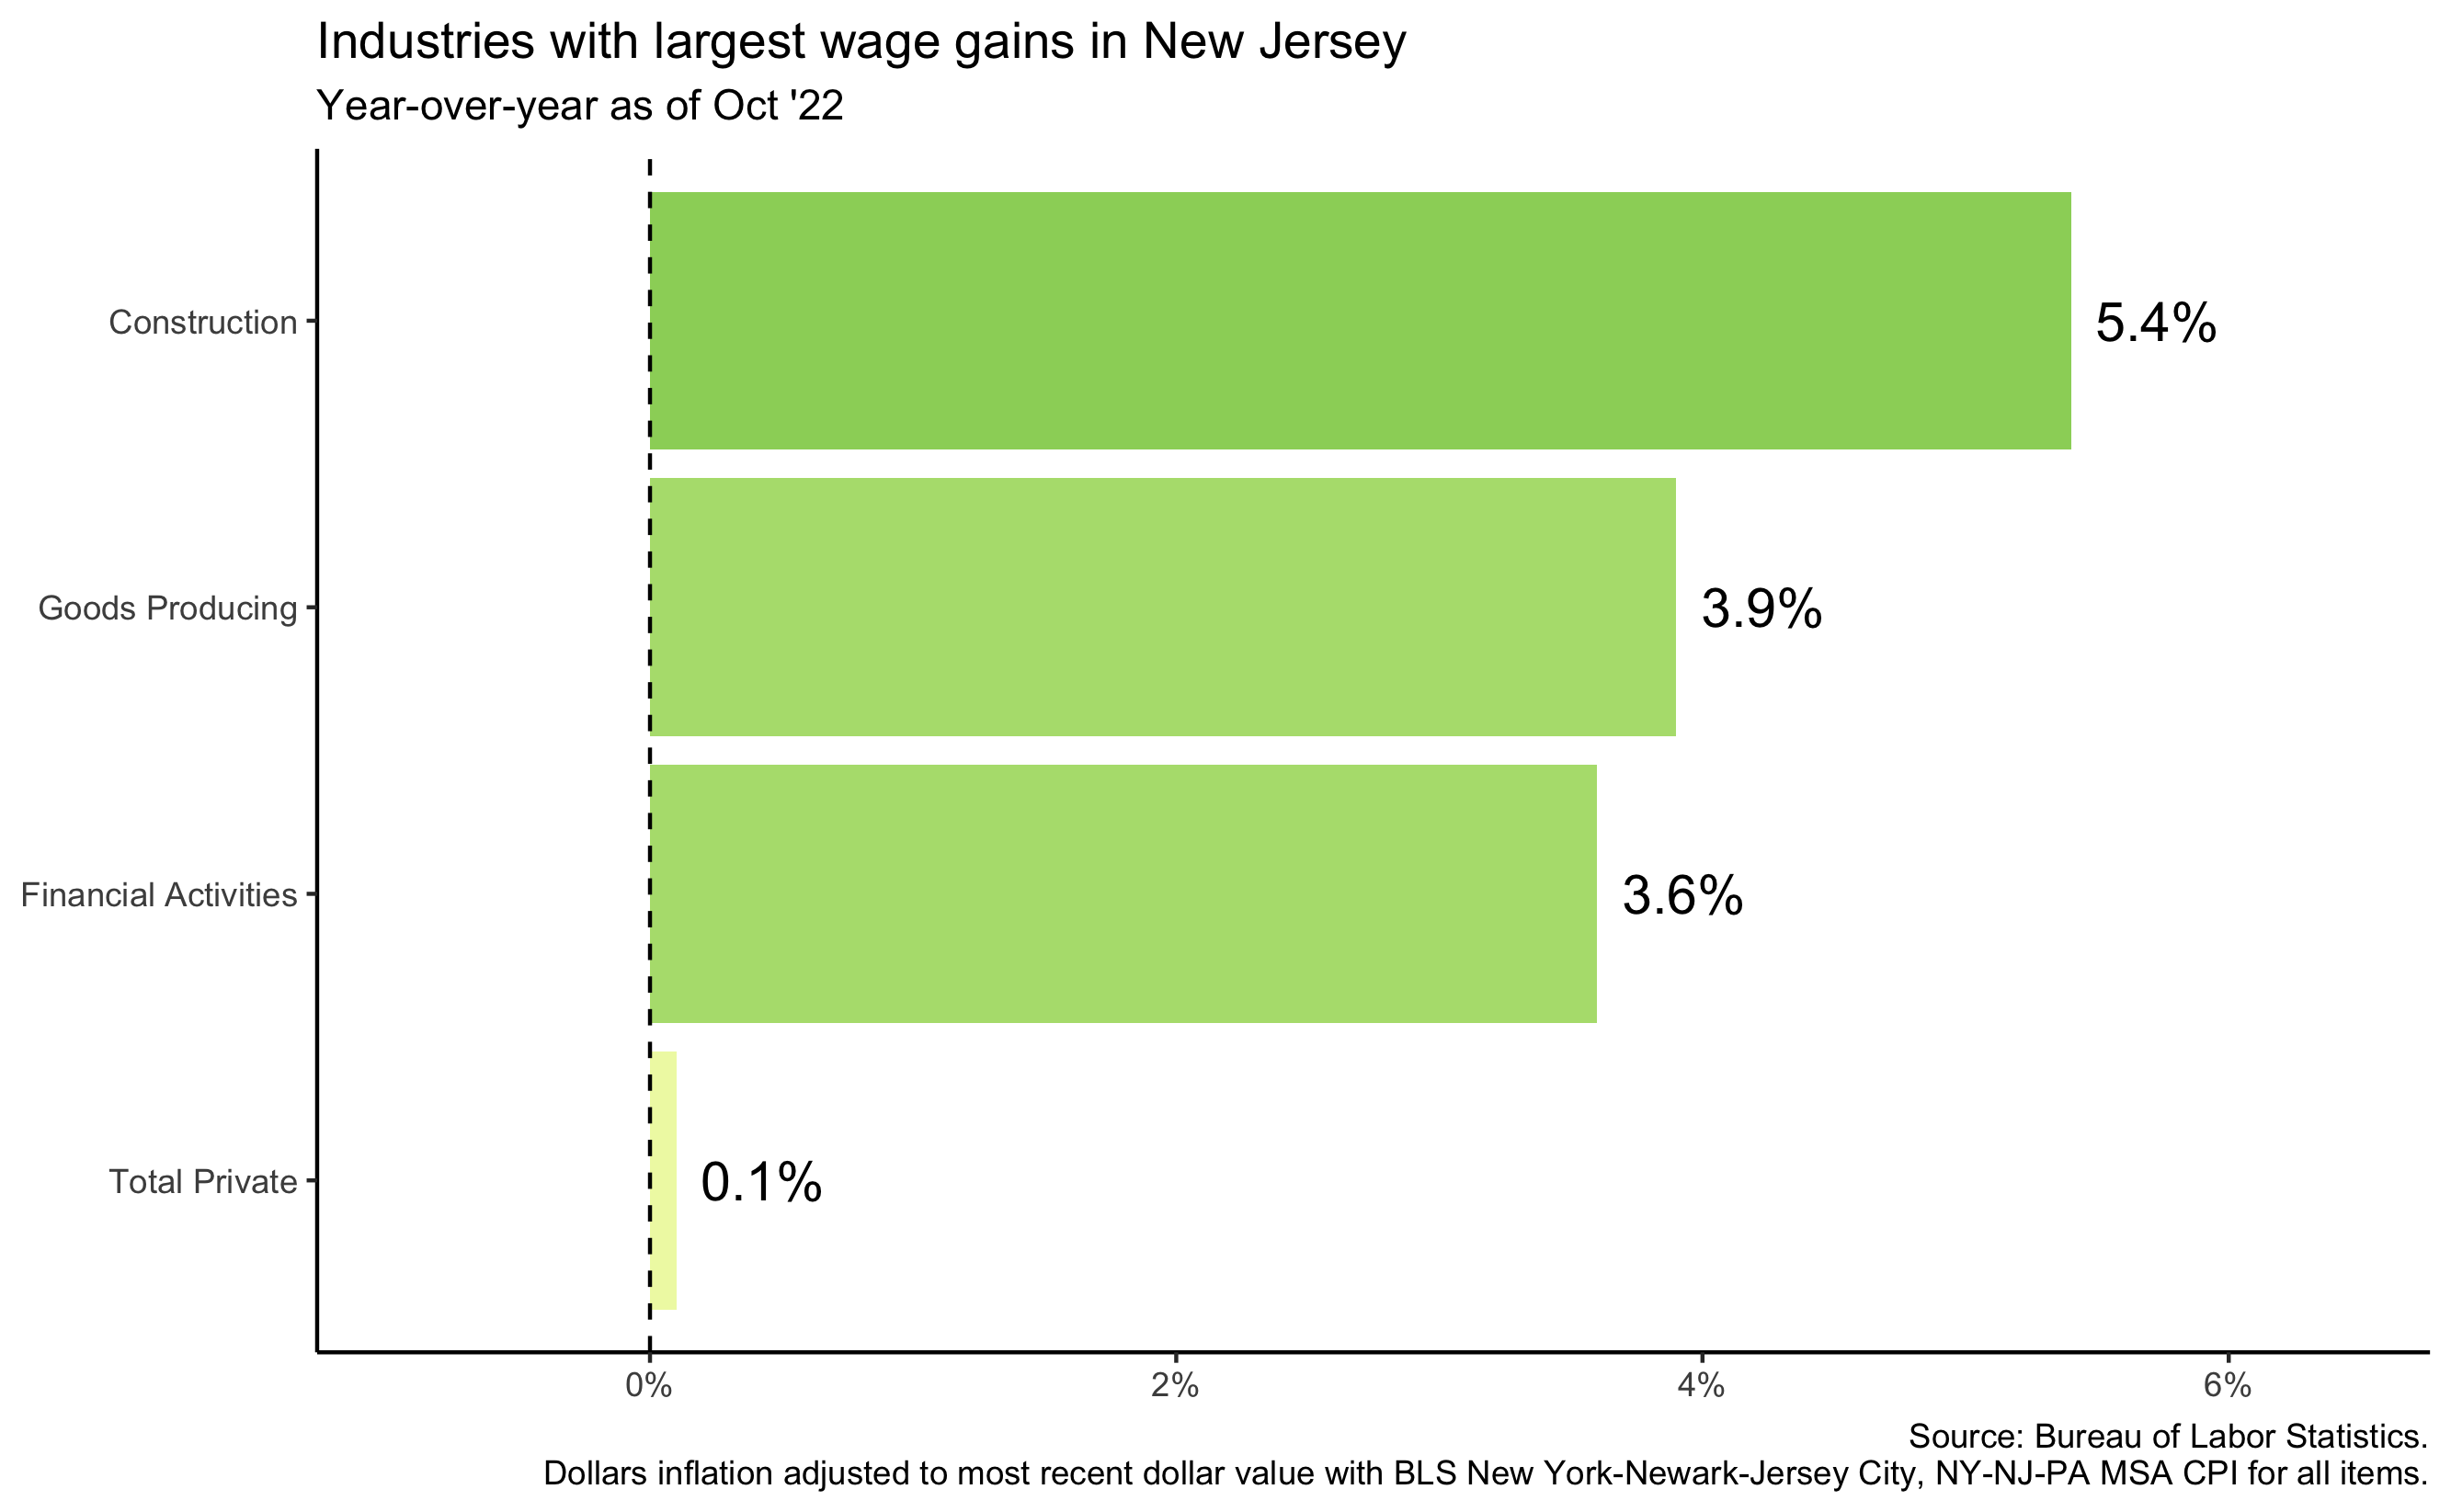 Industries with largest wage gains in New Jersey
Year-over-year as of Oct '22
Construction
5.4%
Goods Producing
3.9%
Financial Activities
3.6%
Total Private
0.1%
0%
2%
4%
6%
Source: Bureau of Labor Statistics.
Dollars inflation adjusted to most recent dollar value with BLS New York-Newark-Jersey City, NY-NJ-PA MSA CPI for all items.